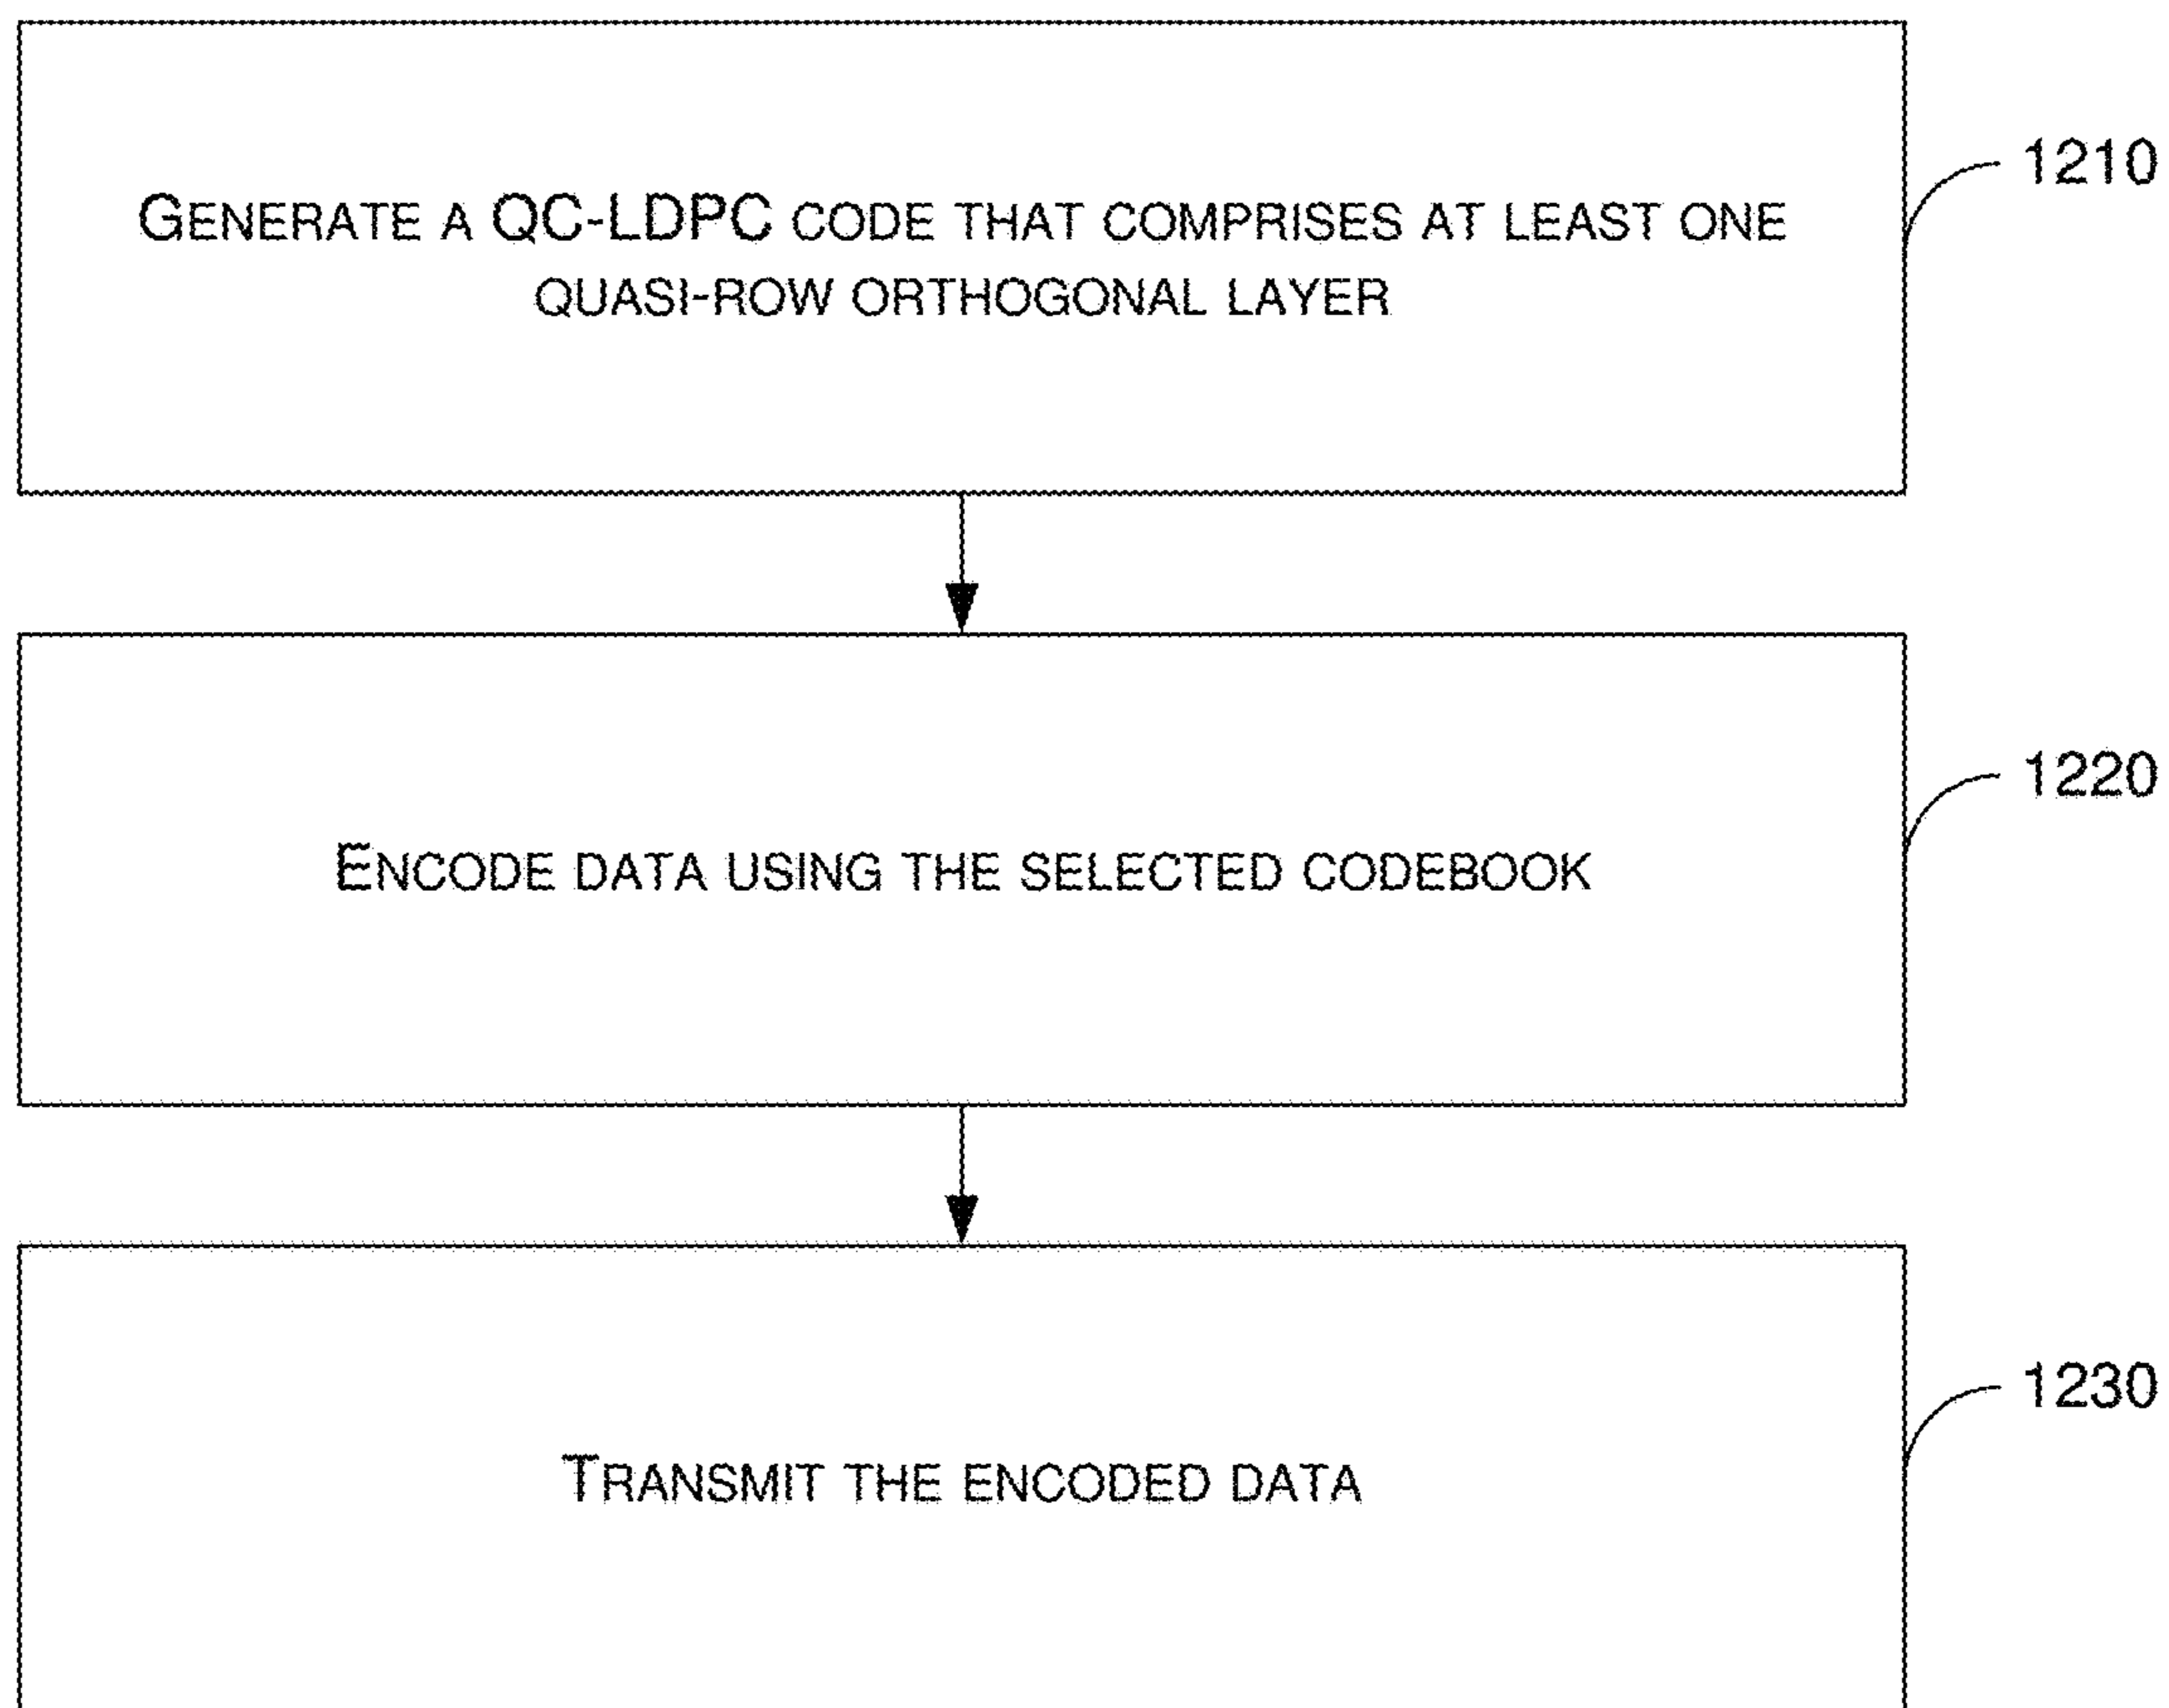 GENERATE A QC-LDPC CODE THAT COMPRISES AT LEAST ONE
QUASI-ROW ORTHOGONAL LAYER
1210
ENCODE DATA USING THE SELECTED CODEBOOK
1220
TRANSMIT THE ENCODED DATA
1230